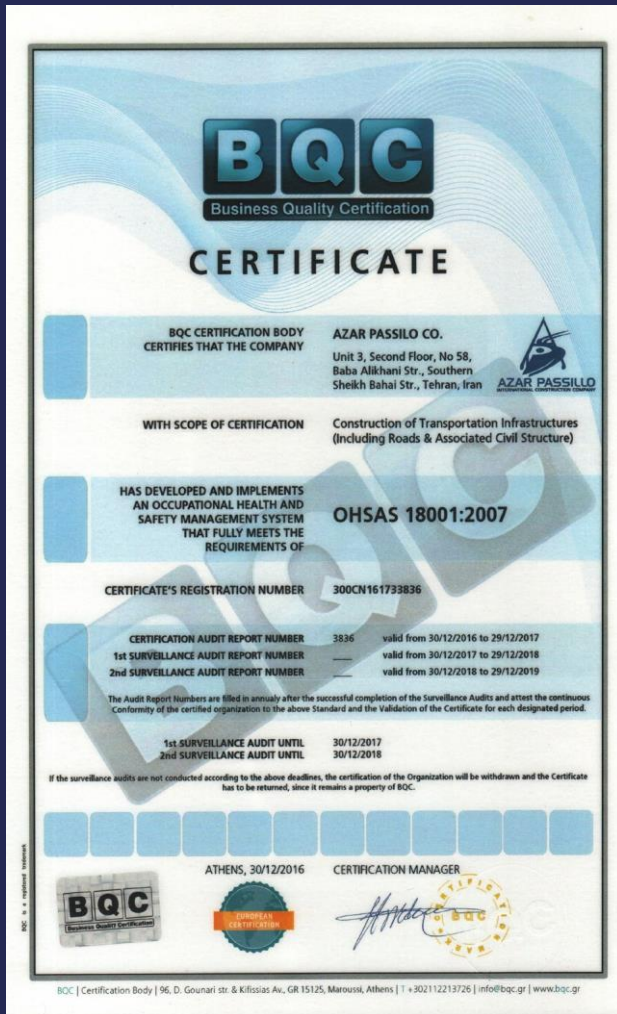 BQC
Business Quality Certification
CERTIFICATE
BQC CERTIFICATION BODY
CERTIFIES THAT THE COMPANY
AZAR PASSILO CO.
Unit 3, Second Floor, No 58,
Baba Alikhani Str., Southern
Sheikh Bahai Str., Tehran, Iran
AZAR PASSILLO
INTERNATIONAL CONSTRUCTION COMPANY
WITH SCOPE OF CERTIFICATION
Construction of Transportation Infrastructures
(Including Roads & Associated Civil Structure)
HAS DEVELOPED AND IMPLEMENTS
AN OCCUPATIONAL HEALTH AND
SAFETY MANAGEMENT SYSTEM
THAT FULLY MEETS THE
REQUIREMENTS OF
OHSAS 18001:2007
CERTIFICATE'S REGISTRATION NUMBER 300CN161733836
CERTIFICATION AUDIT REPORT NUMBER 3836 valid from 30/12/2016 to 29/12/2017
1st SURVEILLANCE AUDIT REPORT NUMBER ___ valid from 30/12/2017 to 29/12/2018
2nd SURVEILLANCE AUDIT REPORT NUMBER ___ valid from 30/12/2018 to 29/12/2019
The Audit Report Numbers are filled in annualy after the successful completion of the Surveillance Audits and attest the continuous
Conformity of the certified organization to the above Standard and the Validation of the Certificate for each designated period.
1st SURVEILLANCE AUDIT UNTIL 30/12/2017
2nd SURVEILLANCE AUDIT UNTIL 30/12/2018
If the surveillance audits are not conducted according to the above deadlines, the certification of the Organization will be withdrawn and the Certificate
has to be returned, since it remains a property of BQC.
BQC is a registered trademark
ATHENS, 30/12/2016
CERTIFICATION MANAGER
BQC
Business Quality Certification
EUROPEAN
CERTIFICATION
CERTIFICATION MARK
BQC
BQC
BQC | Certification Body | 96, D. Gounari str. & Kifissias Av., GR 15125, Maroussi, Athens | T +302112213726 | info@bqc.gr | www.bqc.gr